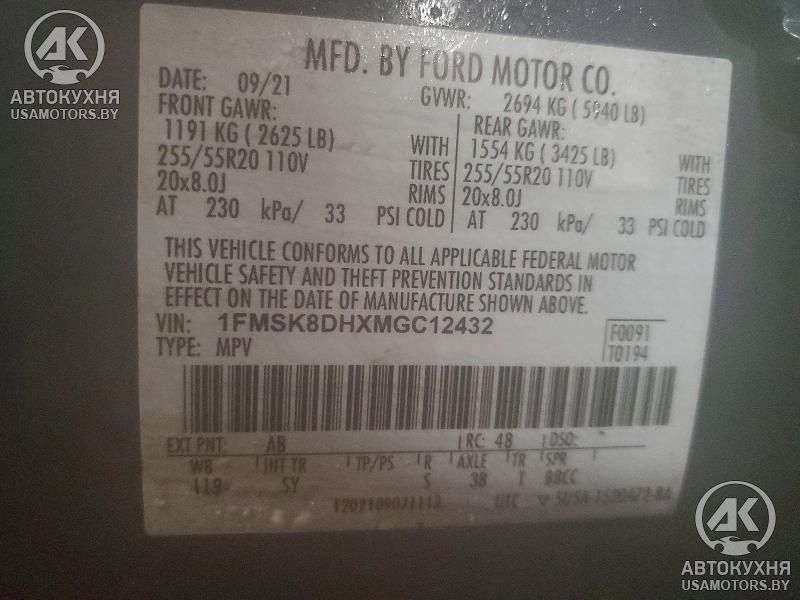 AK
АВТОКУХНЯ
USAMOTORS.BY
MFD. BY FORD MOTOR CO.
DATE: 09/21 GVWR: 2694 KG ( 5940 LB)
FRONT GAWR: REAR GAWR:
1191 KG ( 2625 LB) WITH 1554 KG ( 3425 LB) WITH
255/55R20 110V TIRES 255/55R20 110V TIRES
20x8.0J RIMS 20x8.0J RIMS
AT 230 kPa/ 33 PSI COLD AT 230 kPa/ 33 PSI COLD
THIS VEHICLE CONFORMS TO ALL APPLICABLE FEDERAL MOTOR
VEHICLE SAFETY AND THEFT PREVENTION STANDARDS IN
EFFECT ON THE DATE OF MANUFACTURE SHOWN ABOVE.
VIN: 1FMSK8DHXMGC12432 F0091
TYPE: MPV T0194
EXT PNT: AB RC: 48 DSO:
WB INT TR TP/PS R AXLE TR SPR
119 SY S 38 T BBCC
1202109071113 UTC
AK
АВТОКУХНЯ
USAMOTORS.BY